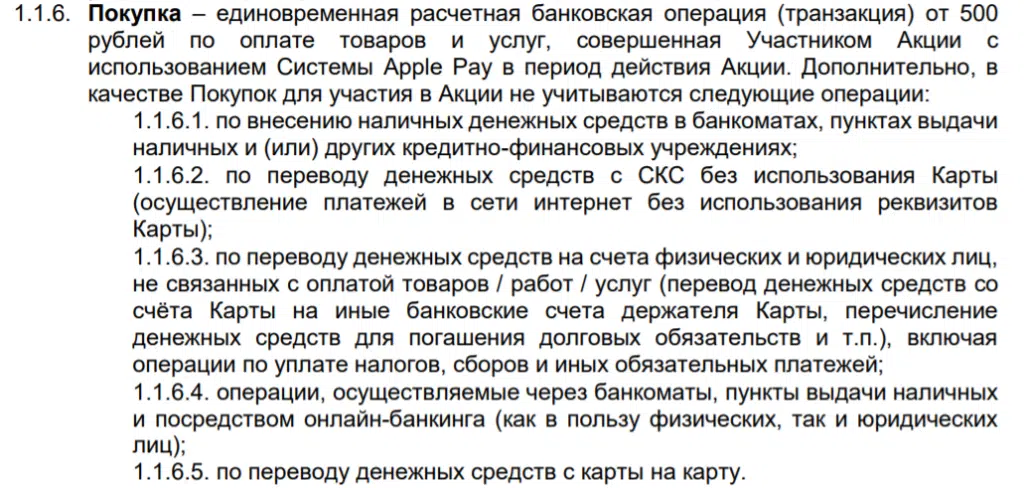 1.1.6. Покупка – единовременная расчетная банковская операция (транзакция) от 500
рублей по оплате товаров и услуг, совершенная Участником Акции с
использованием Системы Apple Pay в период действия Акции. Дополнительно, в
качестве Покупок для участия в Акции не учитываются следующие операции:
1.1.6.1. по внесению наличных денежных средств в банкоматах, пунктах выдачи
наличных и (или) других кредитно-финансовых учреждениях;
1.1.6.2. по переводу денежных средств с СКС без использования Карты
(осуществление платежей в сети интернет без использования реквизитов
Карты);
1.1.6.3. по переводу денежных средств на счета физических и юридических лиц,
не связанных с оплатой товаров / работ / услуг (перевод денежных средств со
счёта Карты на иные банковские счета держателя Карты, перечисление
денежных средств для погашения долговых обязательств и т.п.), включая
операции по уплате налогов, сборов и иных обязательных платежей;
1.1.6.4. операции, осуществляемые через банкоматы, пункты выдачи наличных
и посредством онлайн-банкинга (как в пользу физических, так и юридических
лиц);
1.1.6.5. по переводу денежных средств с карты на карту.